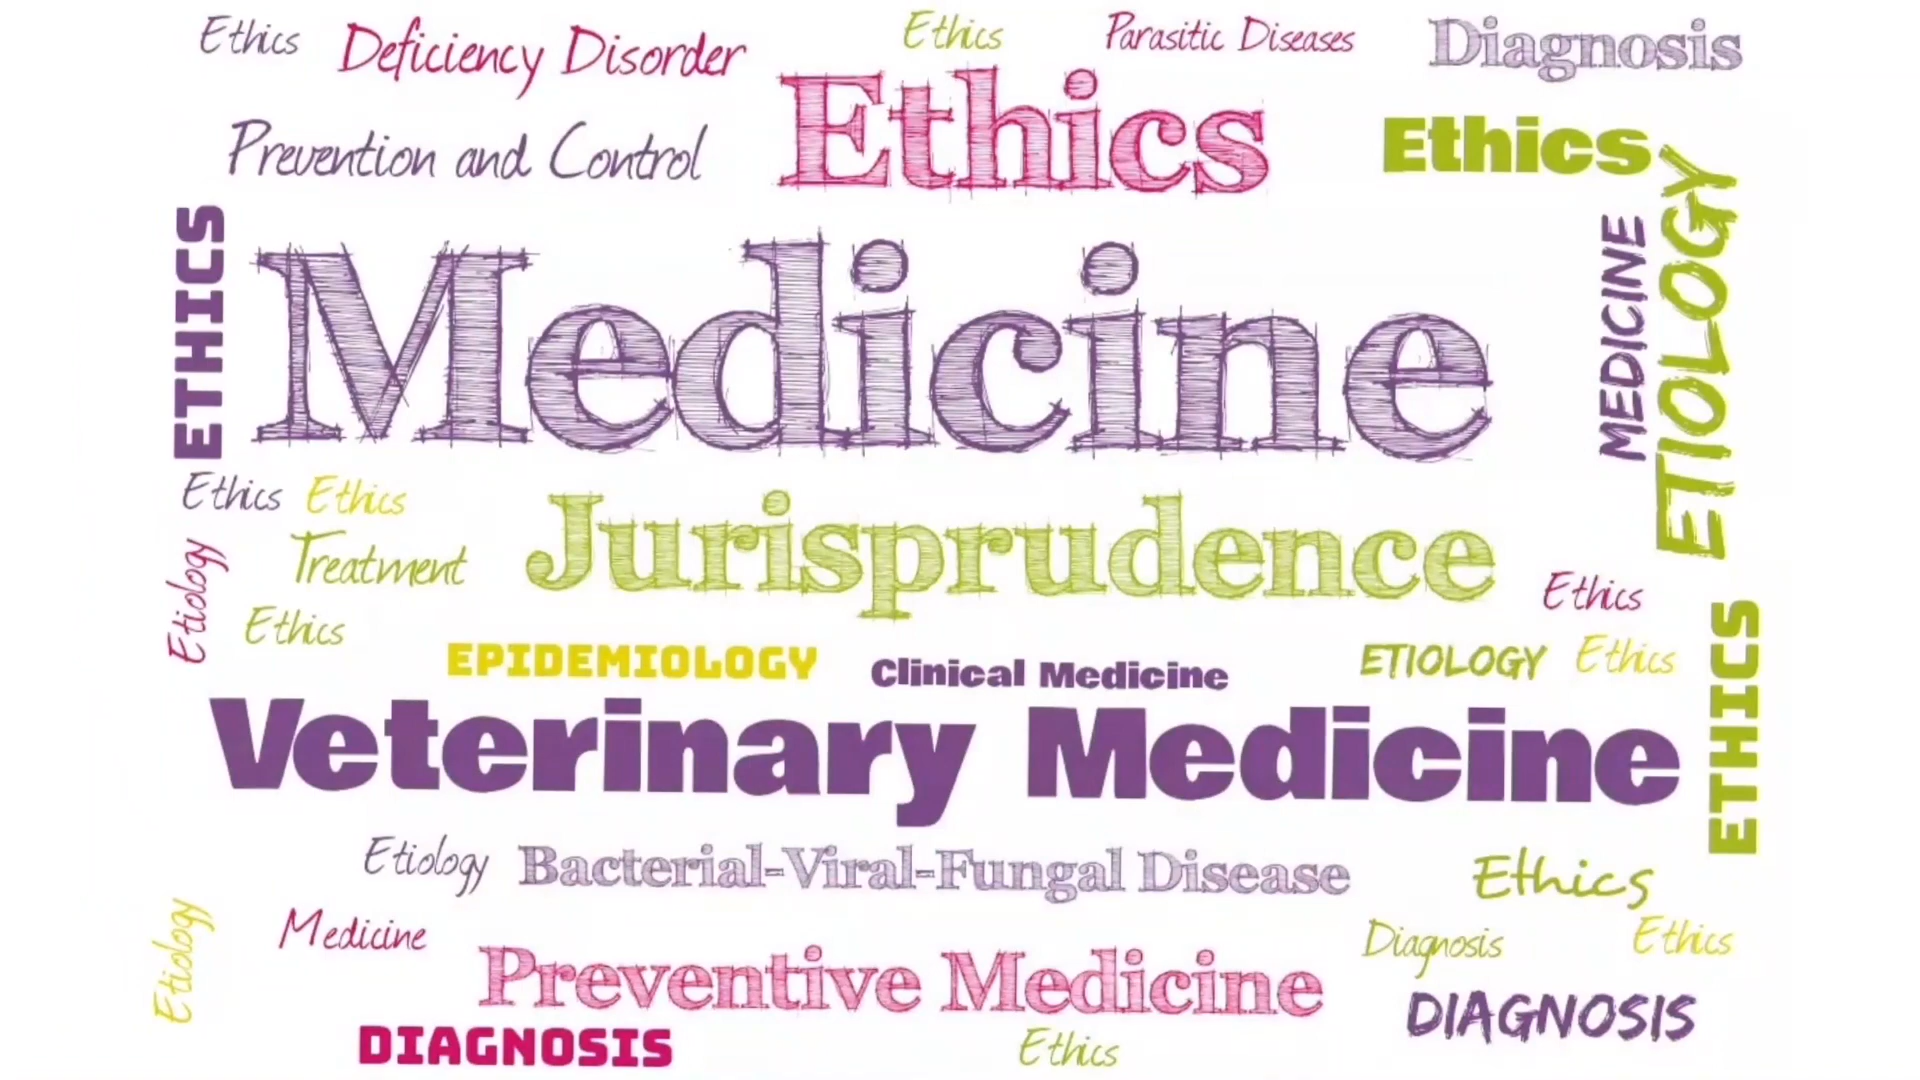 Ethics
Deficiency Disorder
Ethics
Parasitic Diseases
Diagnosis
Prevention and Control
Ethics
Ethics
ETHICS
Medicine
MEDICINE
ETIOLOGY
Ethics
Ethics
Jurisprudence
Etiology
Treatment
Ethics
Ethics
EPIDEMIOLOGY
Clinical Medicine
ETIOLOGY
Ethics
ETHICS
Veterinary Medicine
Etiology
Bacterial-Viral-Fungal Disease
Ethics
Etiology
Medicine
Preventive Medicine
Diagnosis
Ethics
DIAGNOSIS
DIAGNOSIS
Ethics